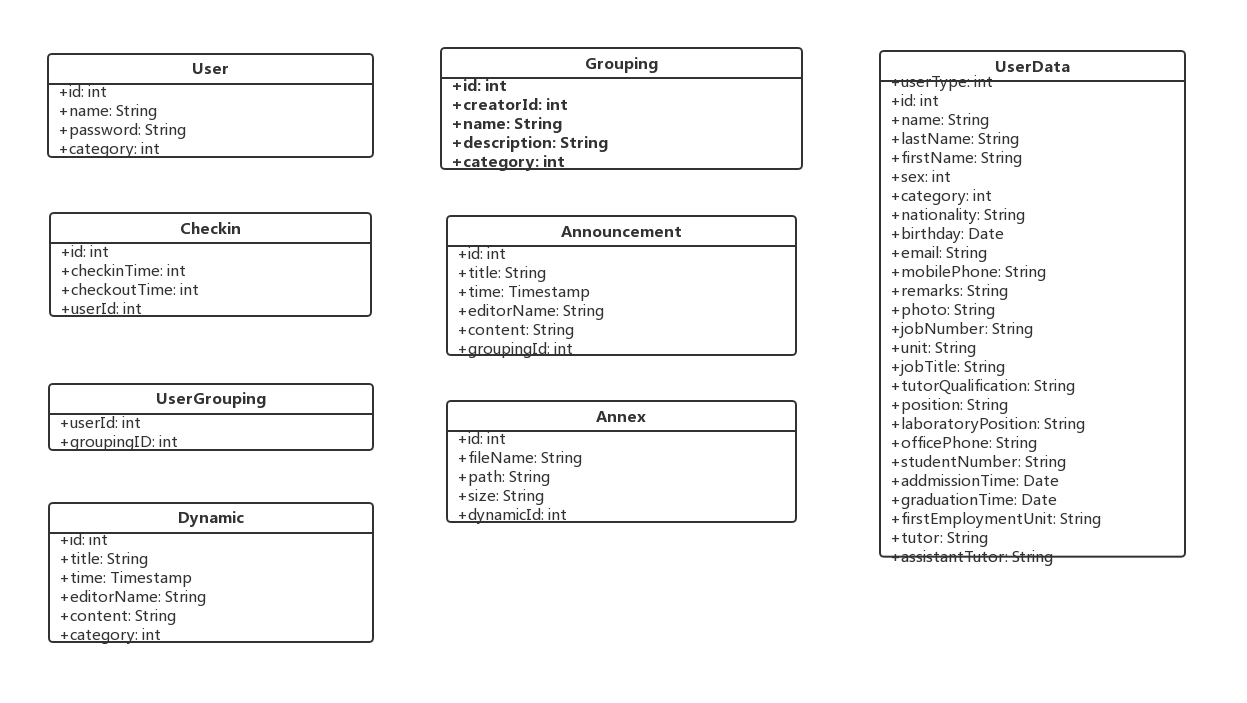 User
+id: int
+name: String
+password: String
+category: int
Checkin
+id: int
+checkinTime: int
+checkoutTime: int
+userId: int
UserGrouping
+userId: int
+groupingID: int
Dynamic
+id: int
+title: String
+time: Timestamp
+editorName: String
+content: String
+category: int
Grouping
+id: int
+creatorId: int
+name: String
+description: String
+category: int
Announcement
+id: int
+title: String
+time: Timestamp
+editorName: String
+content: String
+groupingId: int
Annex
+id: int
+fileName: String
+path: String
+size: String
+dynamicId: int
UserData
+userType: int
+id: int
+name: String
+lastName: String
+firstName: String
+sex: int
+category: int
+nationality: String
+birthday: Date
+email: String
+mobilePhone: String
+remarks: String
+photo: String
+jobNumber: String
+unit: String
+jobTitle: String
+tutorQualification: String
+position: String
+laboratoryPosition: String
+officePhone: String
+studentNumber: String
+addmissionTime: Date
+graduationTime: Date
+firstEmploymentUnit: String
+tutor: String
+assistantTutor: String